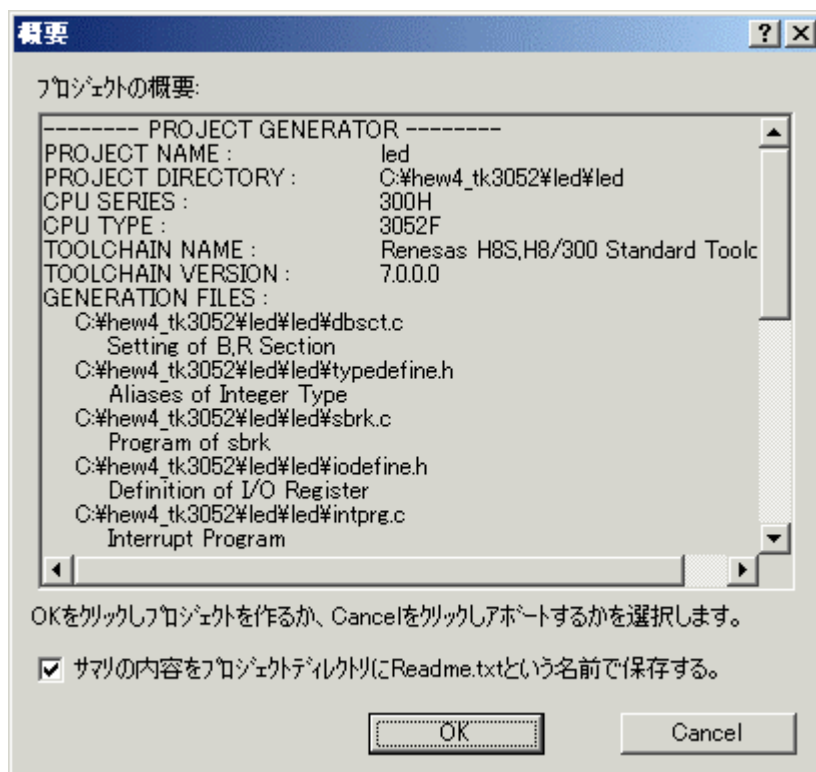 概要
プロジェクトの概要:
-------- PROJECT GENERATOR --------
PROJECT NAME : led
PROJECT DIRECTORY : C:¥hew4_tk3052¥led¥led
CPU SERIES : 300H
CPU TYPE : 3052F
TOOLCHAIN NAME : Renesas H8S,H8/300 Standard Toolc
TOOLCHAIN VERSION : 7.0.0.0
GENERATION FILES :
C:¥hew4_tk3052¥led¥led¥dbsct.c
Setting of B,R Section
C:¥hew4_tk3052¥led¥led¥typedefine.h
Aliases of Integer Type
C:¥hew4_tk3052¥led¥led¥sbrk.c
Program of sbrk
C:¥hew4_tk3052¥led¥led¥iodefine.h
Definition of I/O Register
C:¥hew4_tk3052¥led¥led¥intprg.c
Interrupt Program
OKをクリックしプロジェクトを作るか、Cancelをクリックしアボートするかを選択します。
サマリの内容をプロジェクトディレクトリにReadme.txtという名前で保存する。
OK Cancel